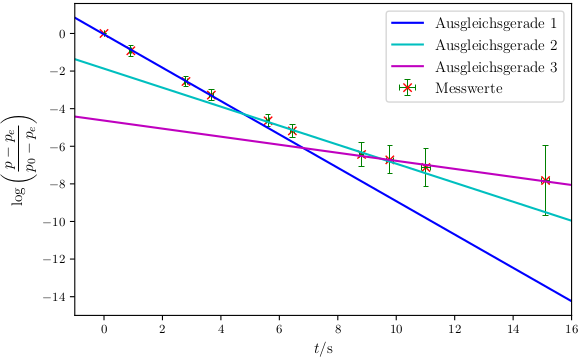 Ausgleichsgerade 1
Ausgleichsgerade 2
Ausgleichsgerade 3
Messwerte
0
−2
−4
−6
−8
−10
−12
−14
log(p − pₑ / p₀ − pₑ)
0 2 4 6 8 10 12 14 16
t/s